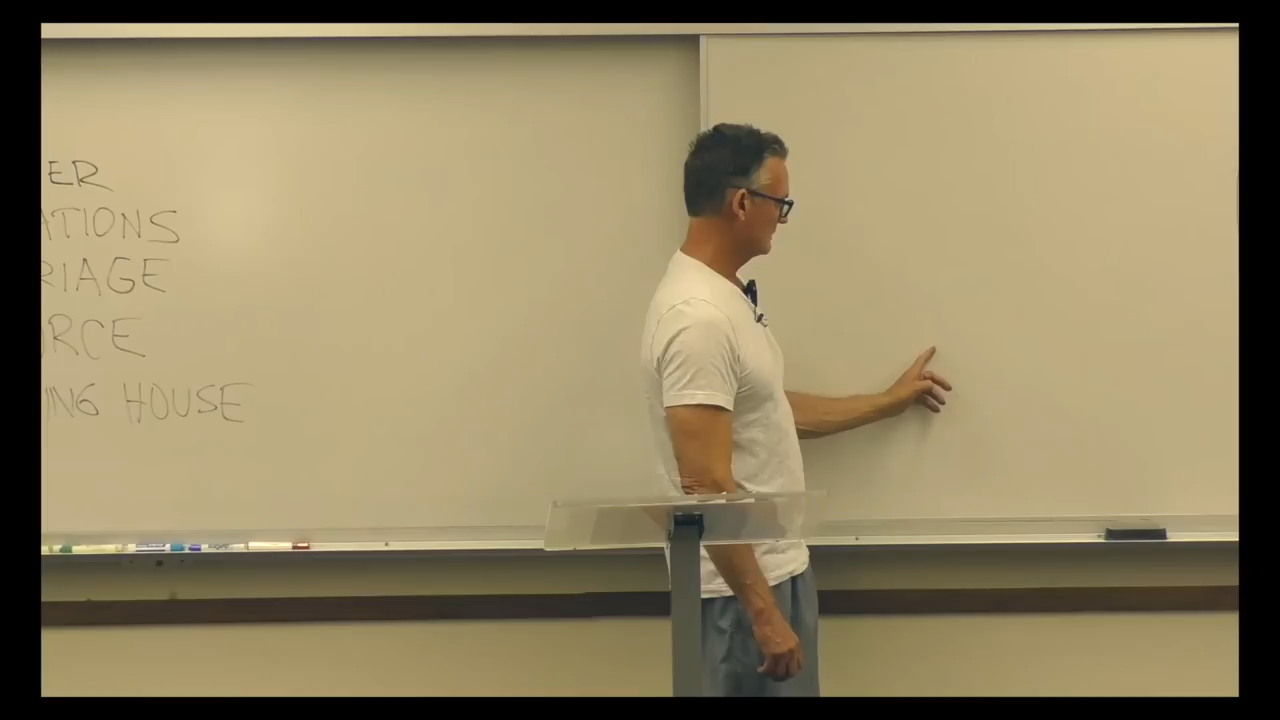 ER
ATIONS
RIAGE
RCE
ING HOUSE